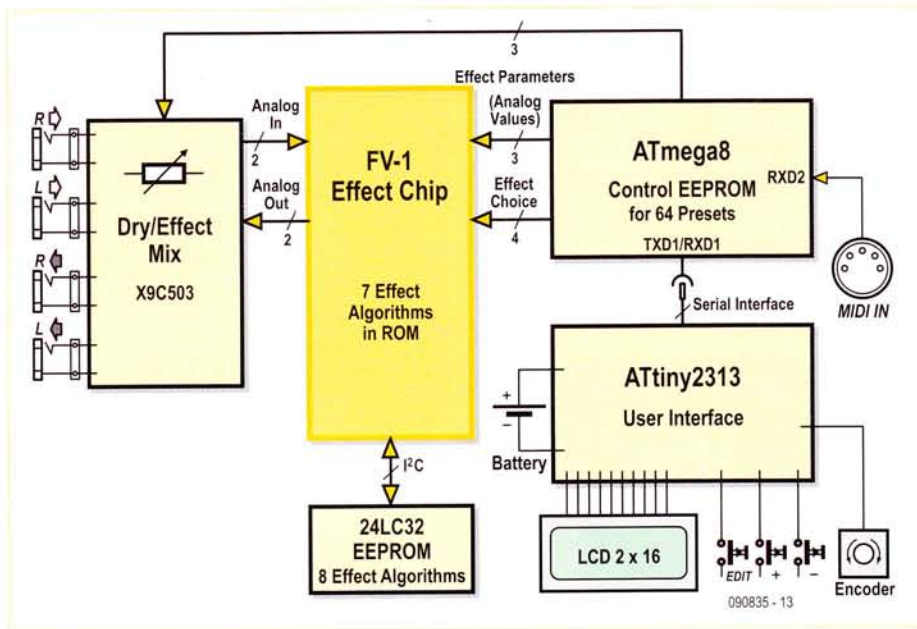 3
Effect Parameters
(Analog
Values)
3
Effect
Choice
4
R
L
R
L
Dry/Effect
Mix
X9C503
Analog
In
2
Analog
Out
2
FV-1
Effect Chip
7 Effect
Algorithms
in ROM
ATmega8
Control EEPROM
for 64 Presets
RXD2
TXD1/RXD1
MIDI IN
Serial Interface
ATtiny2313
User Interface
+
–
Battery
I²C
24LC32
EEPROM
8 Effect Algorithms
LCD 2 x 16
EDIT
+
–
Encoder
090835 - 13